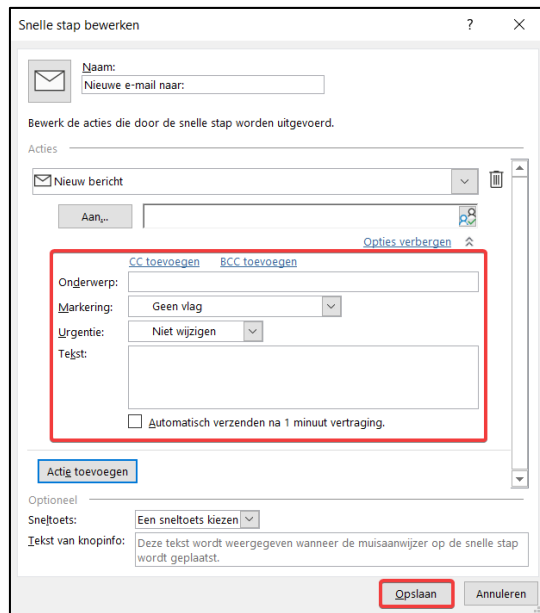 Snelle stap bewerken
Naam:
Nieuwe e-mail naar:
Bewerk de acties die door de snelle stap worden uitgevoerd.
Acties
Nieuw bericht
Aan...
Opties verbergen
CC toevoegen BCC toevoegen
Onderwerp:
Markering: Geen vlag
Urgentie: Niet wijzigen
Tekst:
Automatisch verzenden na 1 minuut vertraging.
Actie toevoegen
Optioneel
Sneltoets: Een sneltoets kiezen
Tekst van knopinfo: Deze tekst wordt weergegeven wanneer de muisaanwijzer op de snelle stap
wordt geplaatst.
Opslaan Annuleren